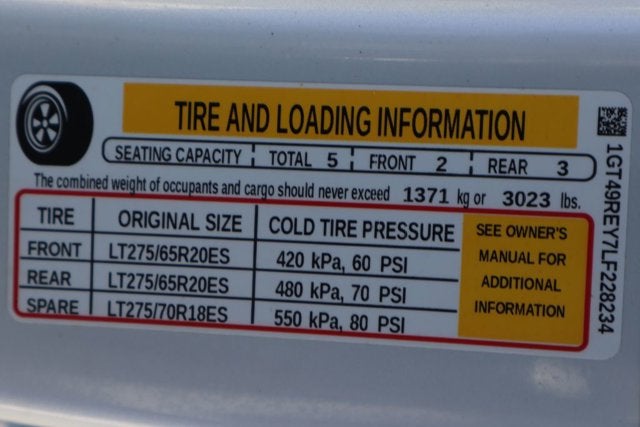 TIRE AND LOADING INFORMATION
SEATING CAPACITY TOTAL 5 FRONT 2 REAR 3
The combined weight of occupants and cargo should never exceed 1371 kg or 3023 lbs.
TIRE ORIGINAL SIZE COLD TIRE PRESSURE
FRONT LT275/65R20ES 420 kPa, 60 PSI
REAR LT275/65R20ES 480 kPa, 70 PSI
SPARE LT275/70R18ES 550 kPa, 80 PSI
SEE OWNER'S
MANUAL FOR
ADDITIONAL
INFORMATION
1GT49REY7LF228234